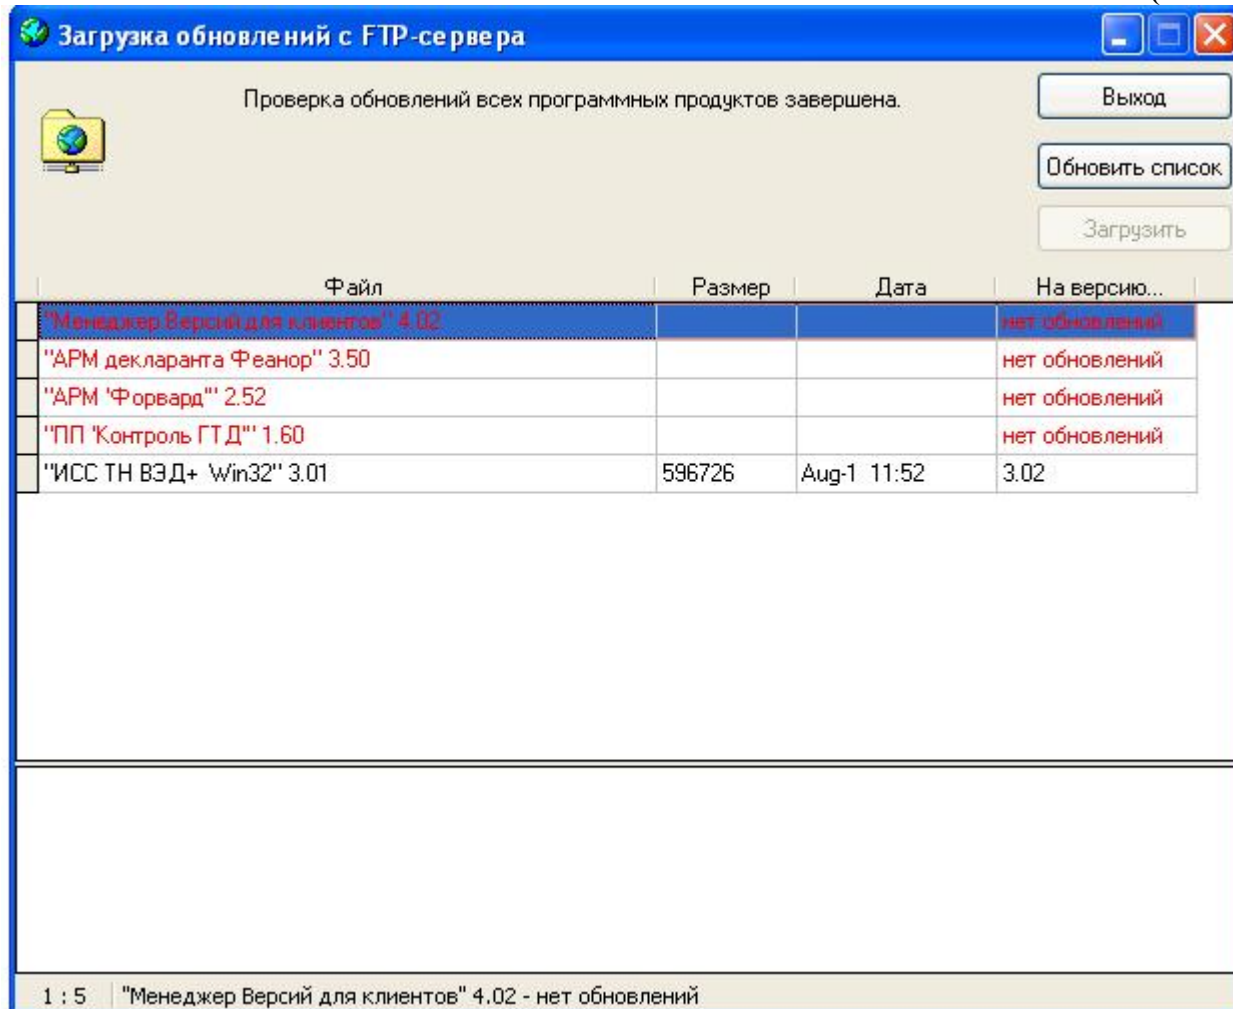 Загрузка обновлений с FTP-сервера
Проверка обновлений всех программных продуктов завершена.
Выход
Обновить список
Загрузить
Файл Размер Дата На версию...
"Менеджер Версий для клиентов" 4.02 нет обновлений
"АРМ декларанта Феанор" 3.50 нет обновлений
"АРМ 'Форвард'" 2.52 нет обновлений
"ПП 'Контроль ГТД'" 1.60 нет обновлений
"ИСС ТН ВЭД+ Win32" 3.01 596726 Aug-1 11:52 3.02
1 : 5 "Менеджер Версий для клиентов" 4.02 - нет обновлений